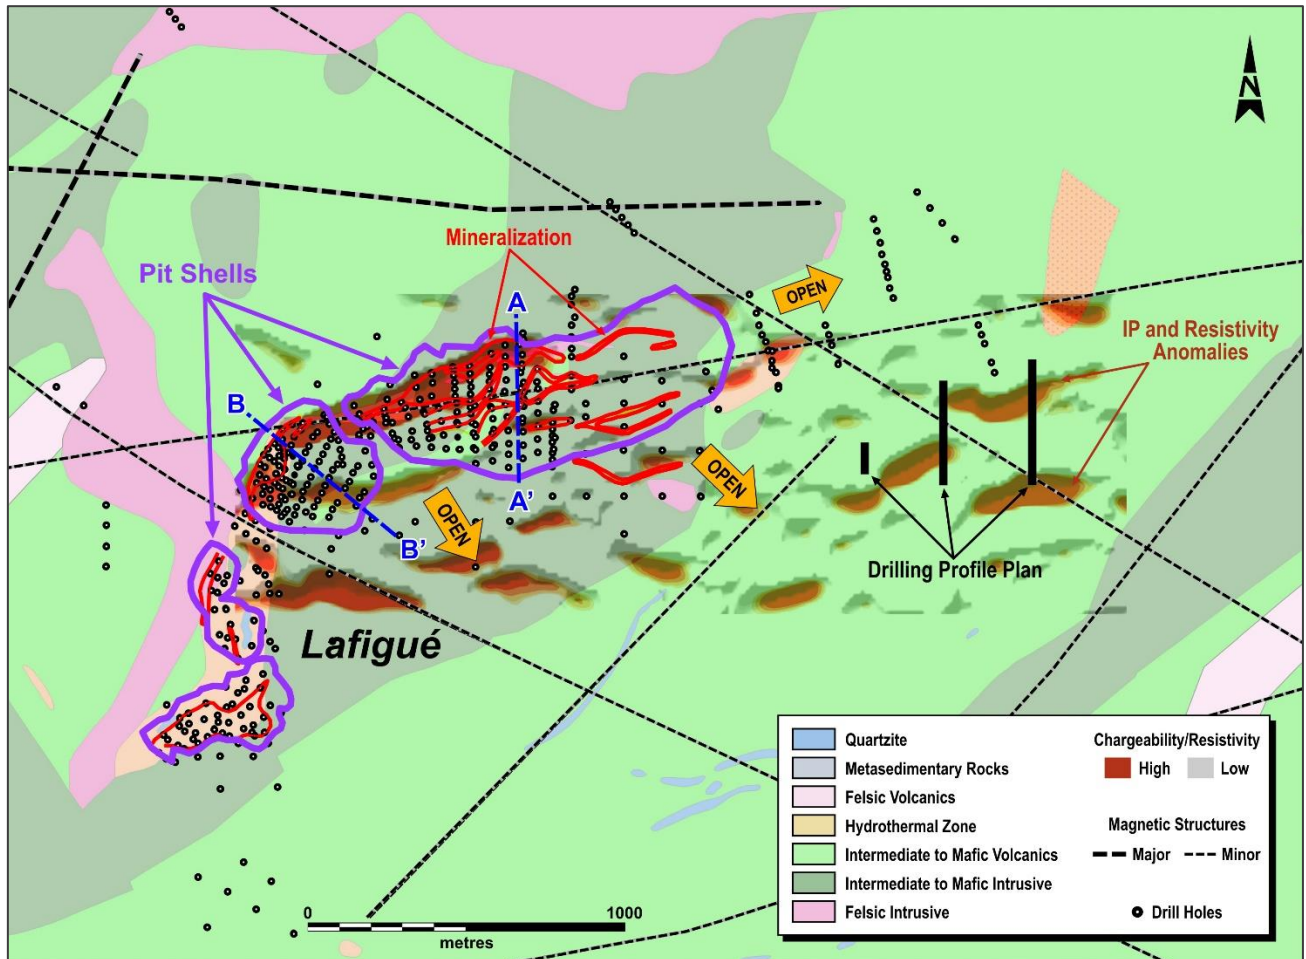 N
Mineralization
Pit Shells
A
OPEN
IP and Resistivity
Anomalies
B
OPEN
A'
OPEN
B'
Drilling Profile Plan
Lafigué
0
1000
metres
Quartzite
Metasedimentary Rocks
Felsic Volcanics
Hydrothermal Zone
Intermediate to Mafic Volcanics
Intermediate to Mafic Intrusive
Felsic Intrusive
Chargeability/Resistivity
High
Low
Magnetic Structures
Major
Minor
Drill Holes